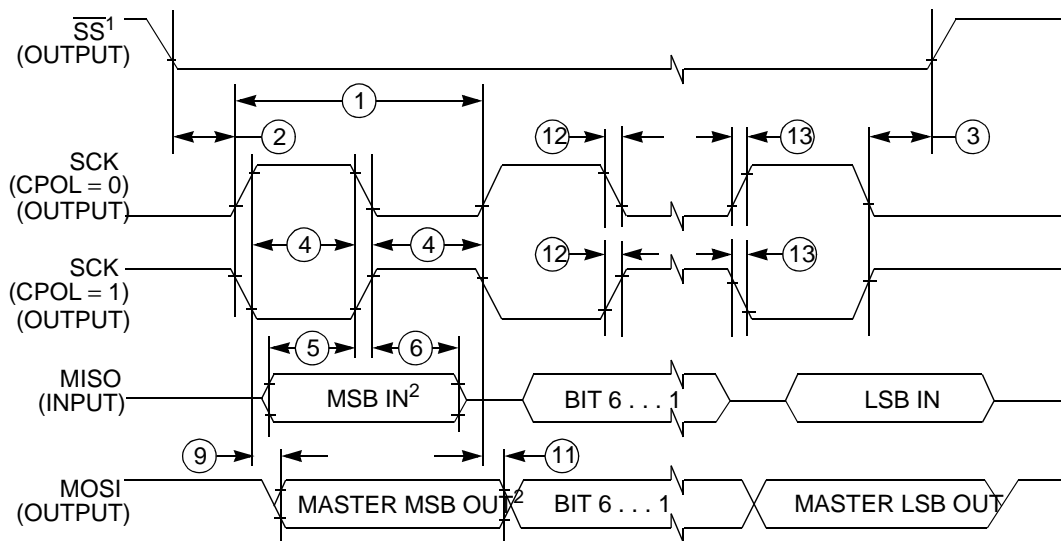 SS1
(OUTPUT)
1
2
12
13
3
SCK
(CPOL = 0)
(OUTPUT)
4
4
12
13
SCK
(CPOL = 1)
(OUTPUT)
5
6
MISO
(INPUT)
MSB IN2
BIT 6 . . . 1
LSB IN
9
11
MOSI
(OUTPUT)
MASTER MSB OUT2
BIT 6 . . . 1
MASTER LSB OUT